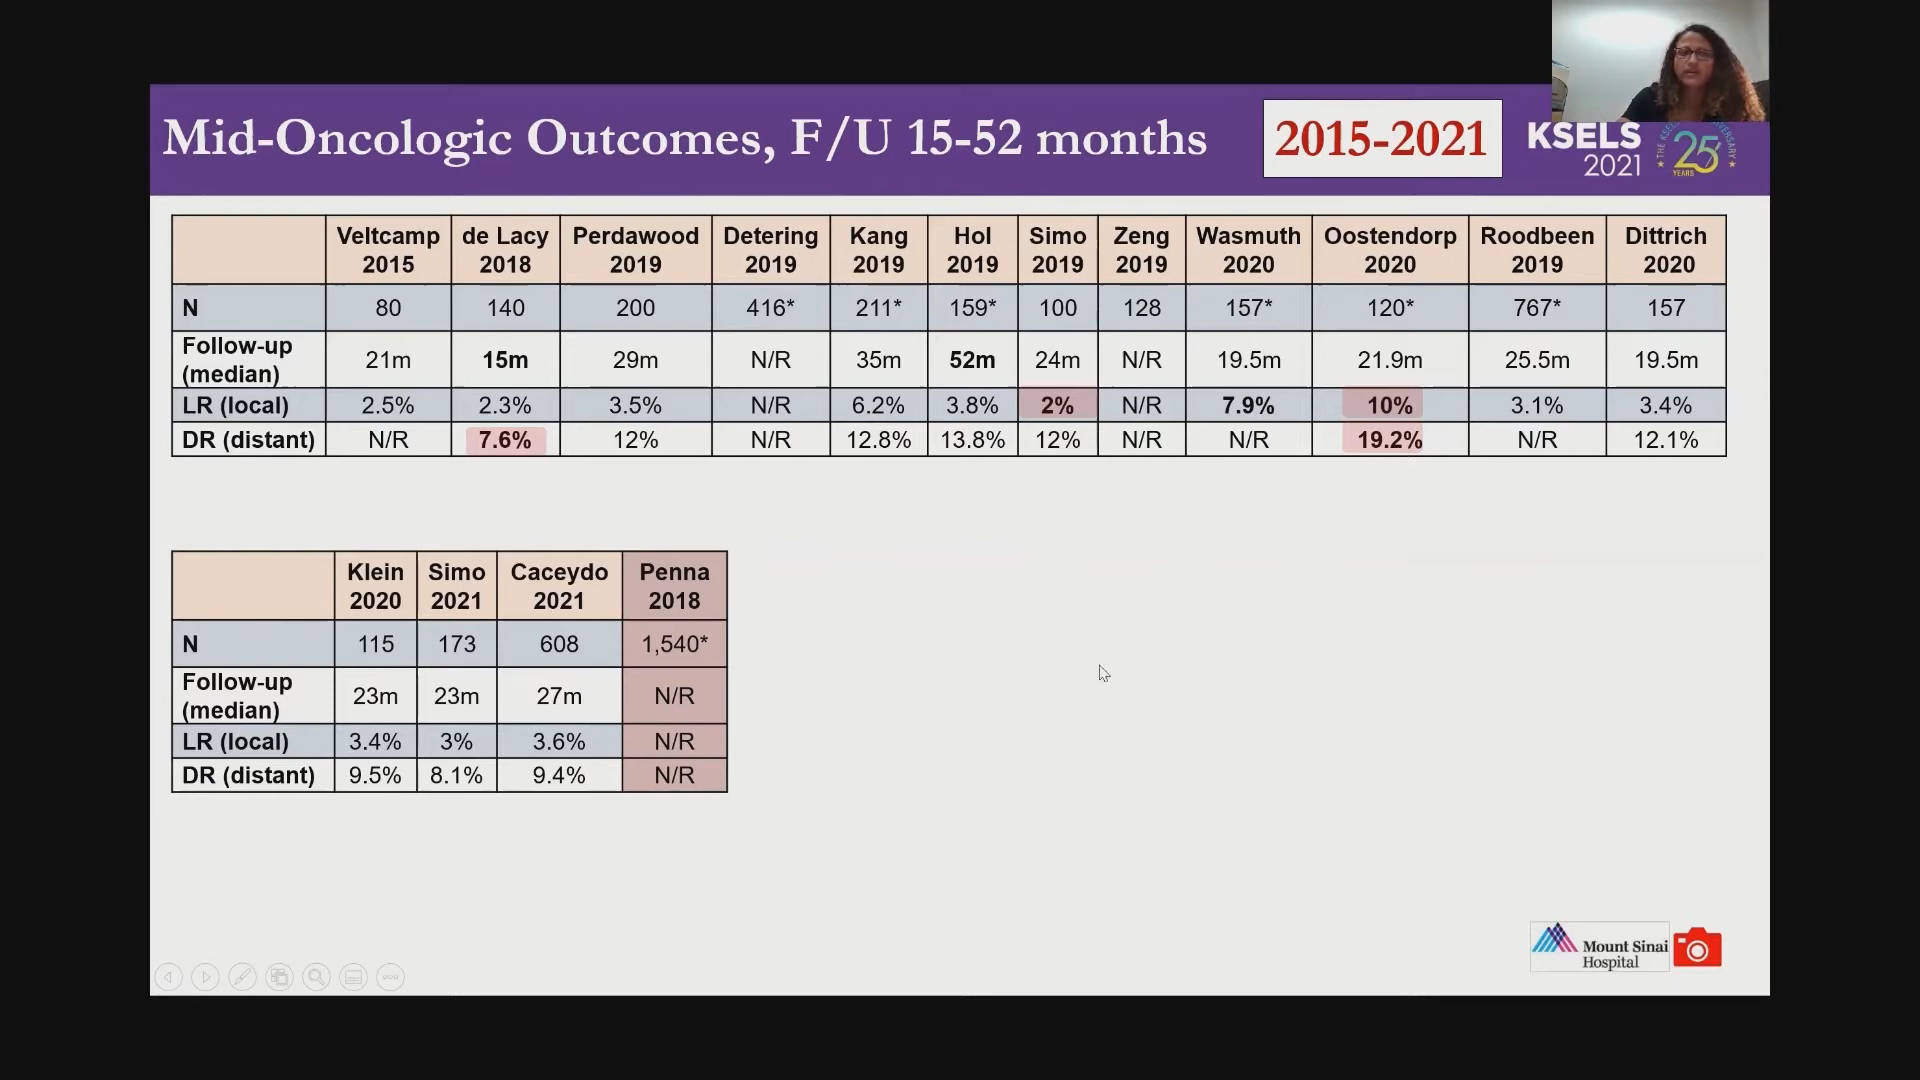 Mid-Oncologic Outcomes, F/U 15-52 months
2015-2021
KSELS
2021
25
YEARS
Veltcamp 2015 de Lacy 2018 Perdawood 2019 Detering 2019 Kang 2019 Hol 2019 Simo 2019 Zeng 2019 Wasmuth 2020 Oostendorp 2020 Roodbeen 2019 Dittrich 2020
N 80 140 200 416* 211* 159* 100 128 157* 120* 767* 157
Follow-up (median) 21m 15m 29m N/R 35m 52m 24m N/R 19.5m 21.9m 25.5m 19.5m
LR (local) 2.5% 2.3% 3.5% N/R 6.2% 3.8% 2% N/R 7.9% 10% 3.1% 3.4%
DR (distant) N/R 7.6% 12% N/R 12.8% 13.8% 12% N/R N/R 19.2% N/R 12.1%
Klein 2020 Simo 2021 Caceydo 2021 Penna 2018
N 115 173 608 1,540*
Follow-up (median) 23m 23m 27m N/R
LR (local) 3.4% 3% 3.6% N/R
DR (distant) 9.5% 8.1% 9.4% N/R
Mount Sinai
Hospital